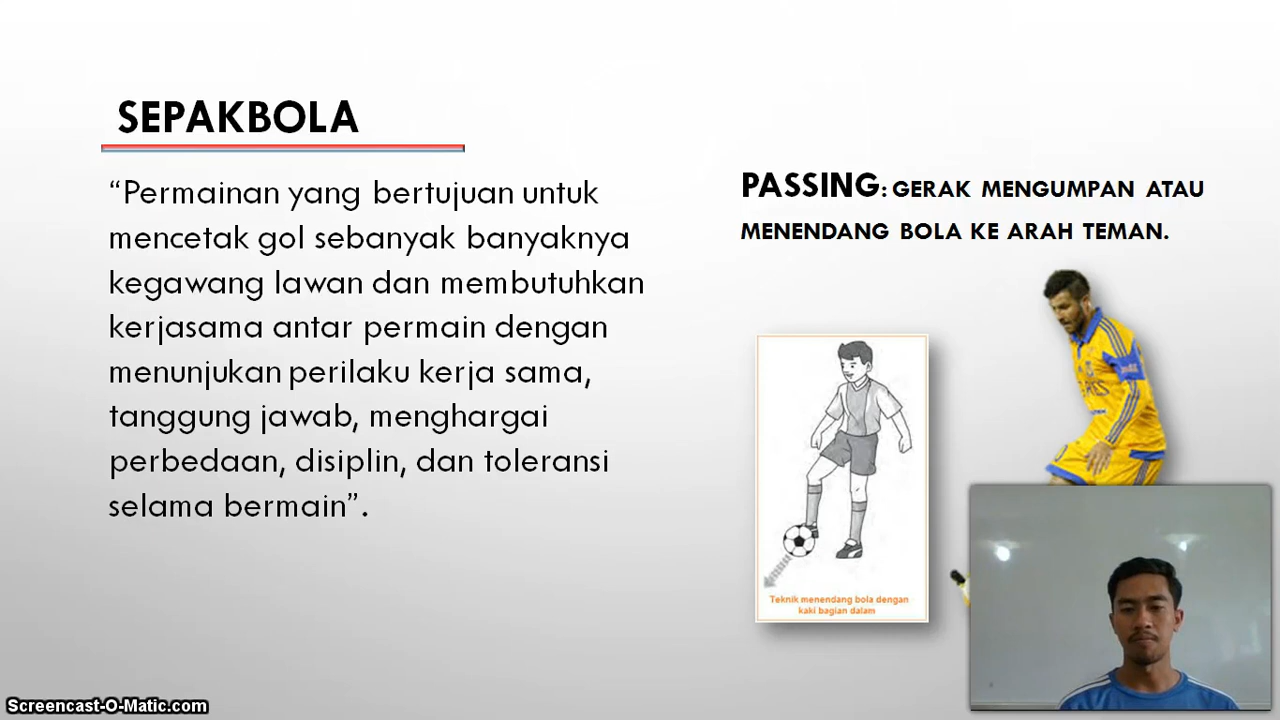 SEPAKBOLA
“Permainan yang bertujuan untuk
mencetak gol sebanyak banyaknya
kegawang lawan dan membutuhkan
kerjasama antar permain dengan
menunjukan perilaku kerja sama,
tanggung jawab, menghargai
perbedaan, disiplin, dan toleransi
selama bermain”.
PASSING: GERAK MENGUMPAN ATAU
MENENDANG BOLA KE ARAH TEMAN.
Teknik menendang bola dengan
kaki bagian dalam
Screencast-O-Matic.com